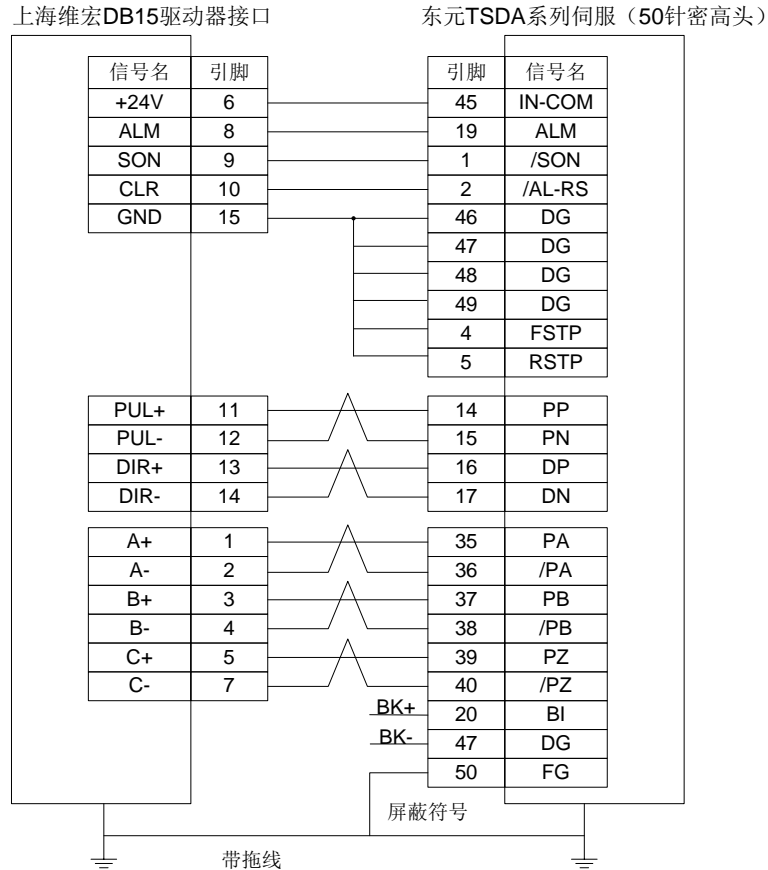 上海维宏DB15驱动器接口 东元TSDA系列伺服（50针密高头）
信号名 引脚 引脚 信号名
+24V 6 45 IN-COM
ALM 8 19 ALM
SON 9 1 /SON
CLR 10 2 /AL-RS
GND 15 46 DG
47 DG
48 DG
49 DG
4 FSTP
5 RSTP
PUL+ 11 14 PP
PUL- 12 15 PN
DIR+ 13 16 DP
DIR- 14 17 DN
A+ 1 35 PA
A- 2 36 /PA
B+ 3 37 PB
B- 4 38 /PB
C+ 5 39 PZ
C- 7 40 /PZ
BK+ 20 BI
BK- 47 DG
50 FG
屏蔽符号
带拖线